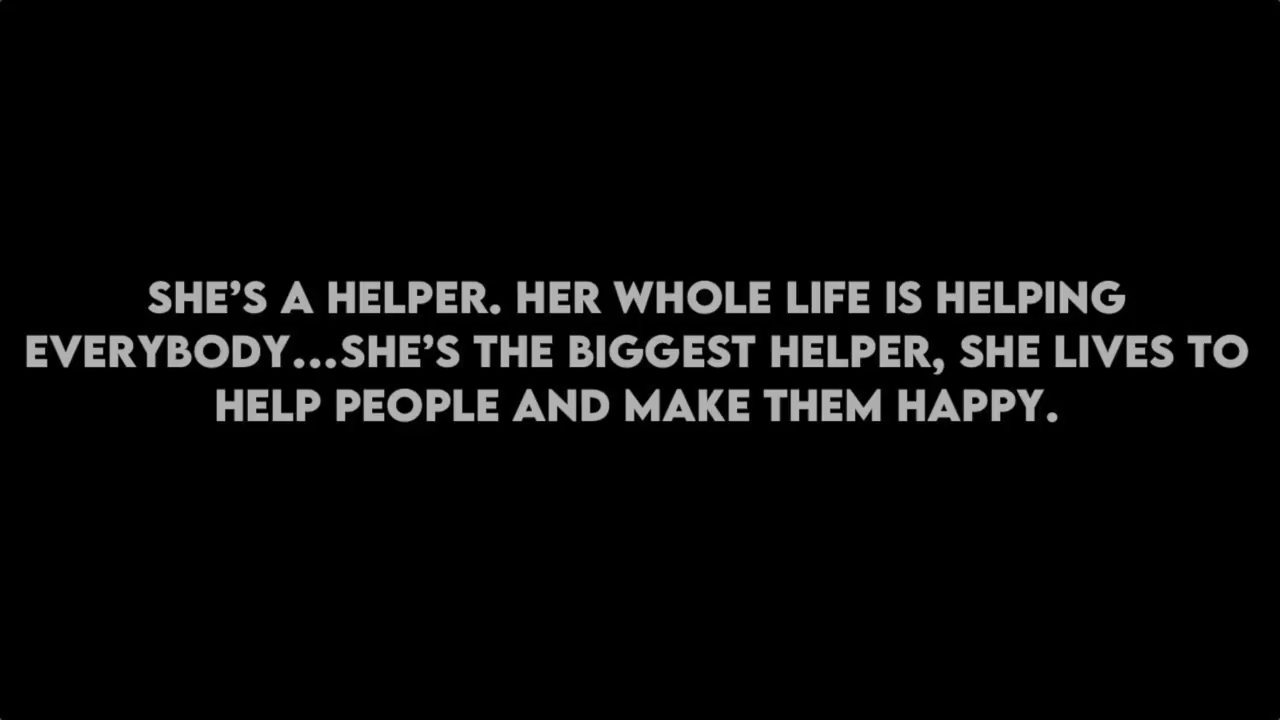 SHE’S A HELPER. HER WHOLE LIFE IS HELPING
EVERYBODY...SHE’S THE BIGGEST HELPER, SHE LIVES TO
HELP PEOPLE AND MAKE THEM HAPPY.